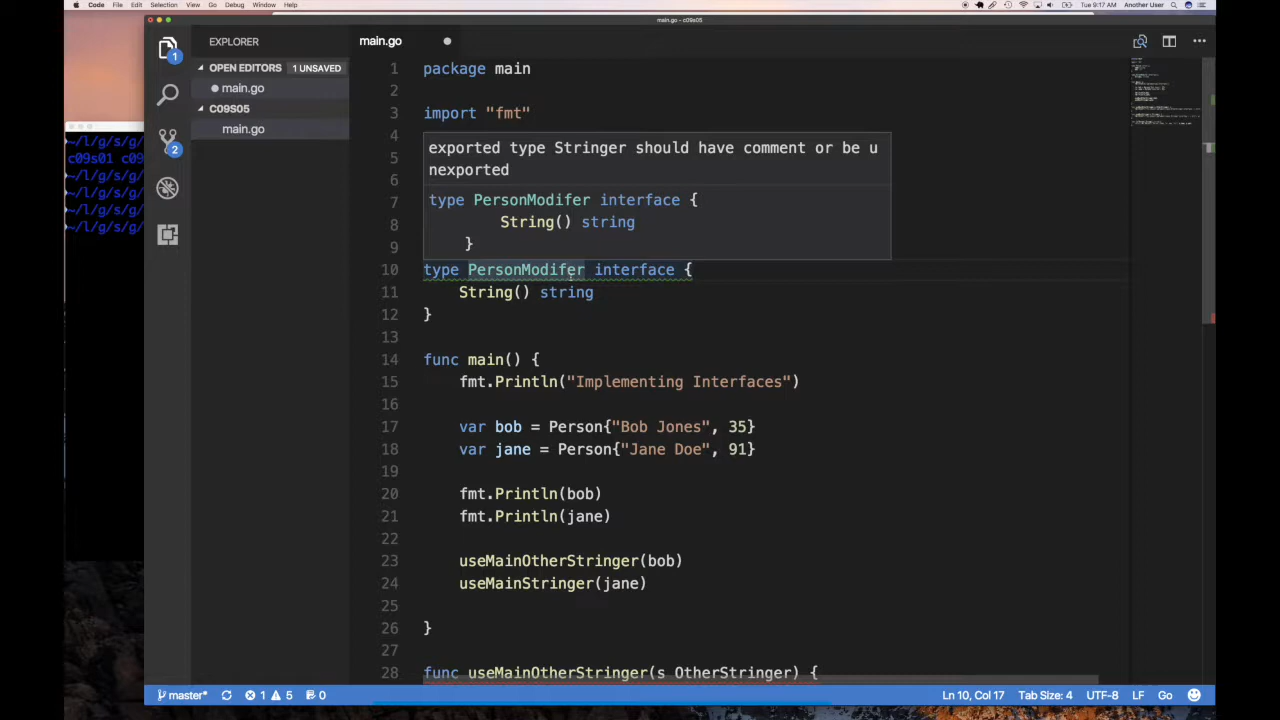 Code File Edit Selection View Go Debug Window Help
Tue 9:17 AM Another User
main.go - c09s05
EXPLORER
OPEN EDITORS 1 UNSAVED
main.go
C09S05
main.go
1
2
~/l/g/s/g/
c09s01 c09
~/l/g/s/g/
~/l/g/s/g/
~/l/g/s/g/
~/l/g/s/g/
main.go
1 package main
2
3 import "fmt"
4
5
6
7
8
9
exported type Stringer should have comment or be u
nexported
type PersonModifer interface {
String() string
}
10 type PersonModifer interface {
11 String() string
12 }
13
14 func main() {
15 fmt.Println("Implementing Interfaces")
16
17 var bob = Person{"Bob Jones", 35}
18 var jane = Person{"Jane Doe", 91}
19
20 fmt.Println(bob)
21 fmt.Println(jane)
22
23 useMainOtherStringer(bob)
24 useMainStringer(jane)
25
26 }
27
28 func useMainOtherStringer(s OtherStringer) {
master* 1 5 0 Ln 10, Col 17 Tab Size: 4 UTF-8 LF Go